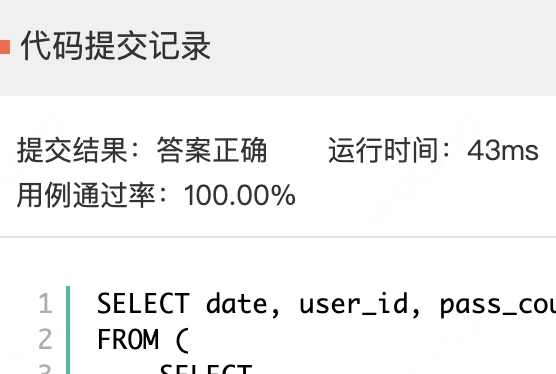 代码提交记录
提交结果：答案正确 运行时间：43ms
用例通过率：100.00%
1 SELECT date, user_id, pass_cou
2 FROM (
3 SELECT